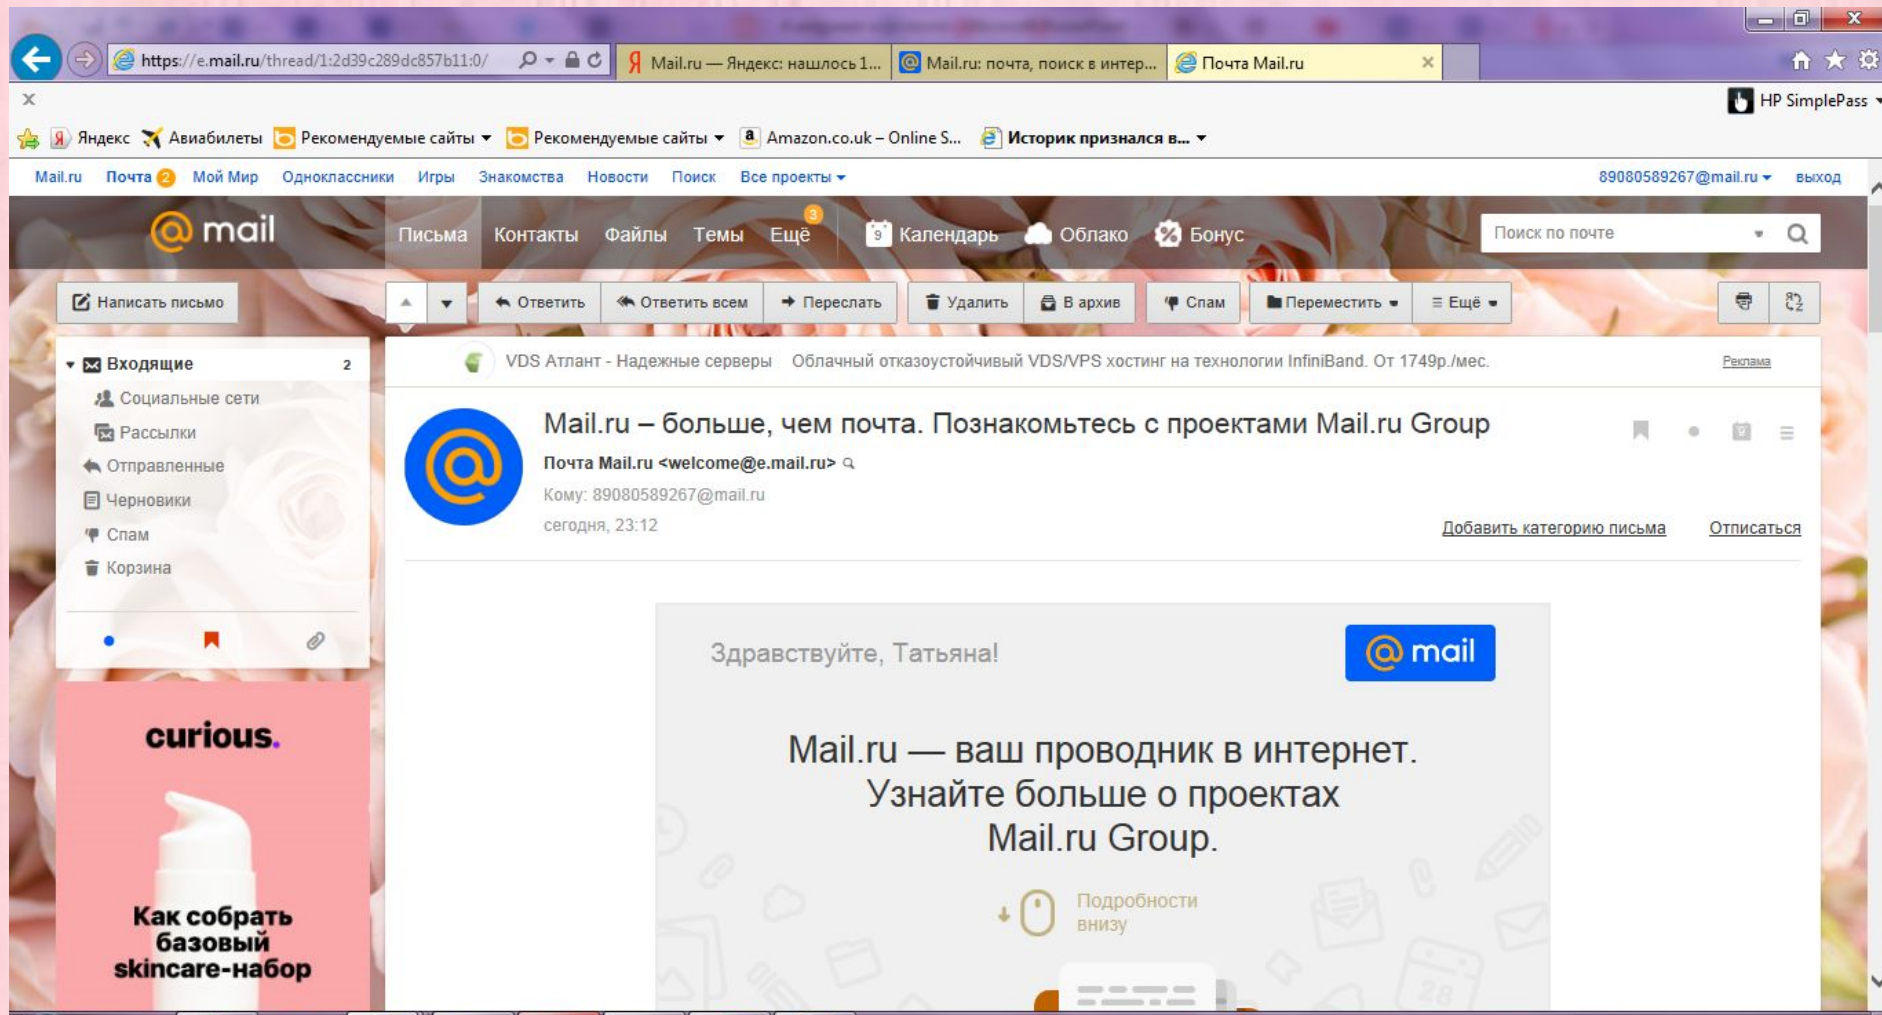 https://e.mail.ru/thread/1:2d39c289dc857b11:0/
Mail.ru — Яндекс: нашлось 1...
Mail.ru: почта, поиск в интер...
Почта Mail.ru
HP SimplePass
Яндекс Авиабилеты Рекомендуемые сайты Рекомендуемые сайты Amazon.co.uk – Online S... Историк признался в...
Mail.ru Почта 2 Мой Мир Одноклассники Игры Знакомства Новости Поиск Все проекты 89080589267@mail.ru выход
@mail Письма Контакты Файлы Темы Ещё 3 9 Календарь Облако Бонус Поиск по почте
Написать письмо Ответить Ответить всем Переслать Удалить В архив Спам Переместить Ещё
Входящие 2
Социальные сети
Рассылки
Отправленные
Черновики
Спам
Корзина
VDS Атлант - Надежные серверы Облачный отказоустойчивый VDS/VPS хостинг на технологии InfiniBand. От 1749р./мес. Реклама
Mail.ru – больше, чем почта. Познакомьтесь с проектами Mail.ru Group
Почта Mail.ru <welcome@e.mail.ru>
Кому: 89080589267@mail.ru
сегодня, 23:12
Добавить категорию письма Отписаться
Здравствуйте, Татьяна!
@mail
Mail.ru — ваш проводник в интернет.
Узнайте больше о проектах
Mail.ru Group.
Подробности
внизу
28
curious.
Как собрать
базовый
skincare-набор